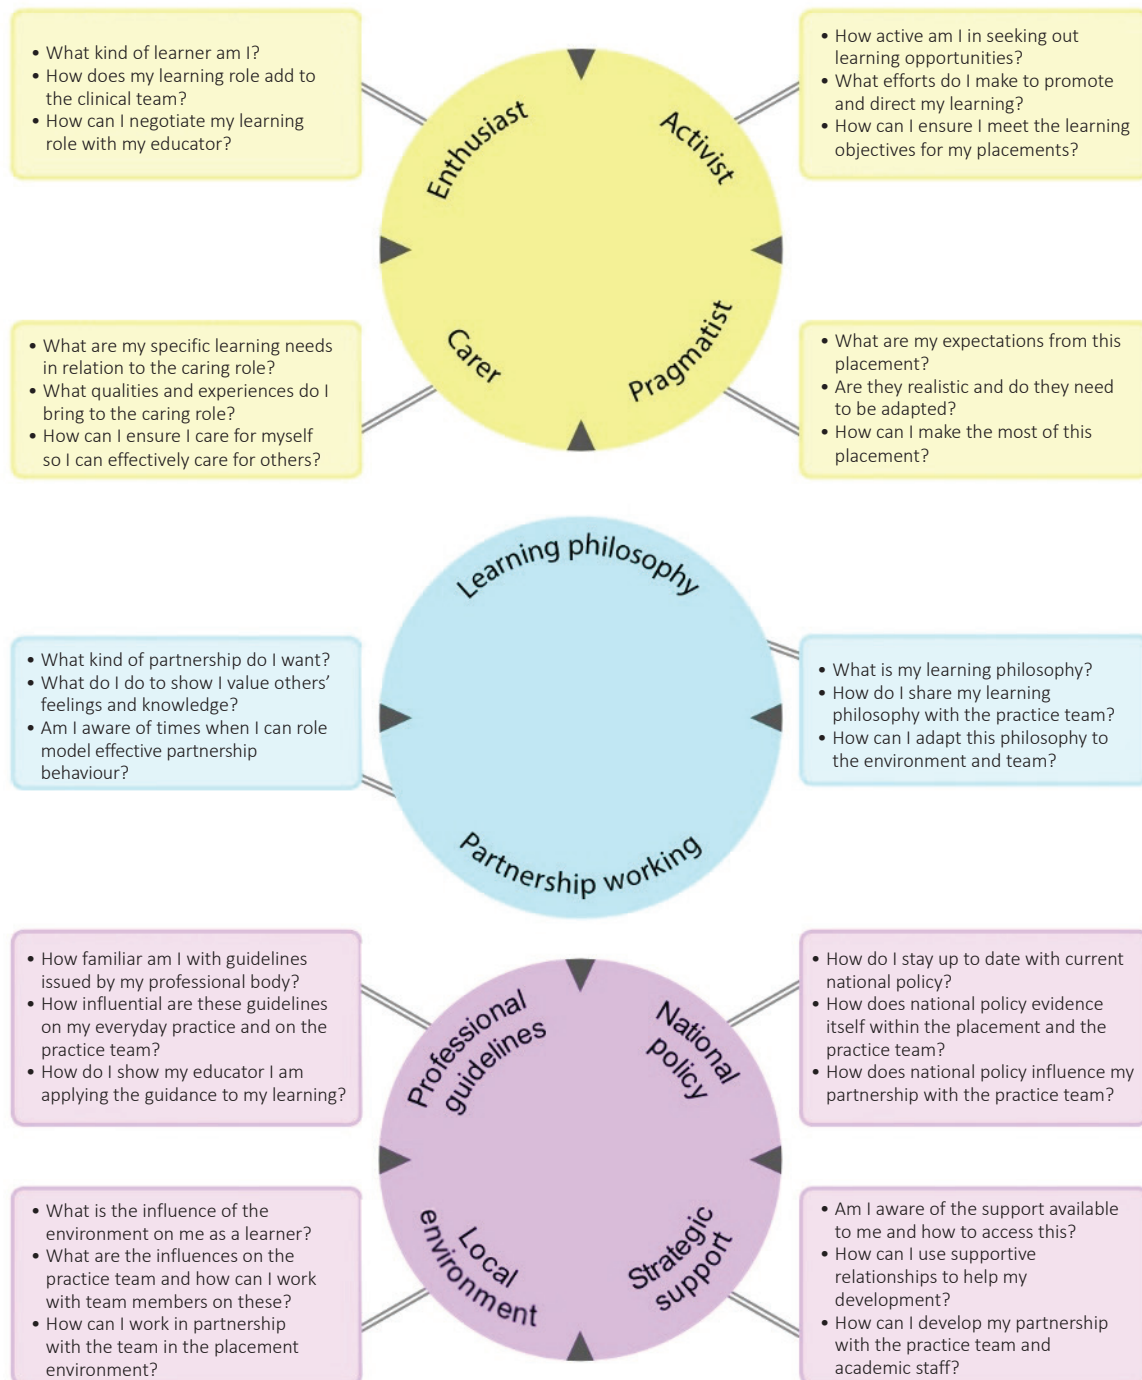 • What kind of learner am I?
• How does my learning role add to
the clinical team?
• How can I negotiate my learning
role with my educator?
Enthusiast
Activist
• How active am I in seeking out
learning opportunities?
• What efforts do I make to promote
and direct my learning?
• How can I ensure I meet the learning
objectives for my placements?
• What are my specific learning needs
in relation to the caring role?
• What qualities and experiences do I
bring to the caring role?
• How can I ensure I care for myself
so I can effectively care for others?
Carer
Pragmatist
• What are my expectations from this
placement?
• Are they realistic and do they need
to be adapted?
• How can I make the most of this
placement?
Learning philosophy
• What kind of partnership do I want?
• What do I do to show I value others’
feelings and knowledge?
• Am I aware of times when I can role
model effective partnership
behaviour?
• What is my learning philosophy?
• How do I share my learning
philosophy with the practice team?
• How can I adapt this philosophy to
the environment and team?
Partnership working
• How familiar am I with guidelines
issued by my professional body?
• How influential are these guidelines
on my everyday practice and on the
practice team?
• How do I show my educator I am
applying the guidance to my learning?
Professional
guidelines
National
policy
• How do I stay up to date with current
national policy?
• How does national policy evidence
itself within the placement and the
practice team?
• How does national policy influence my
partnership with the practice team?
• What is the influence of the
environment on me as a learner?
• What are the influences on the
practice team and how can I work
with team members on these?
• How can I work in partnership
with the team in the placement
environment?
Local
environment
Strategic
support
• Am I aware of the support available
to me and how to access this?
• How can I use supportive
relationships to help my
development?
• How can I develop my partnership
with the practice team and
academic staff?